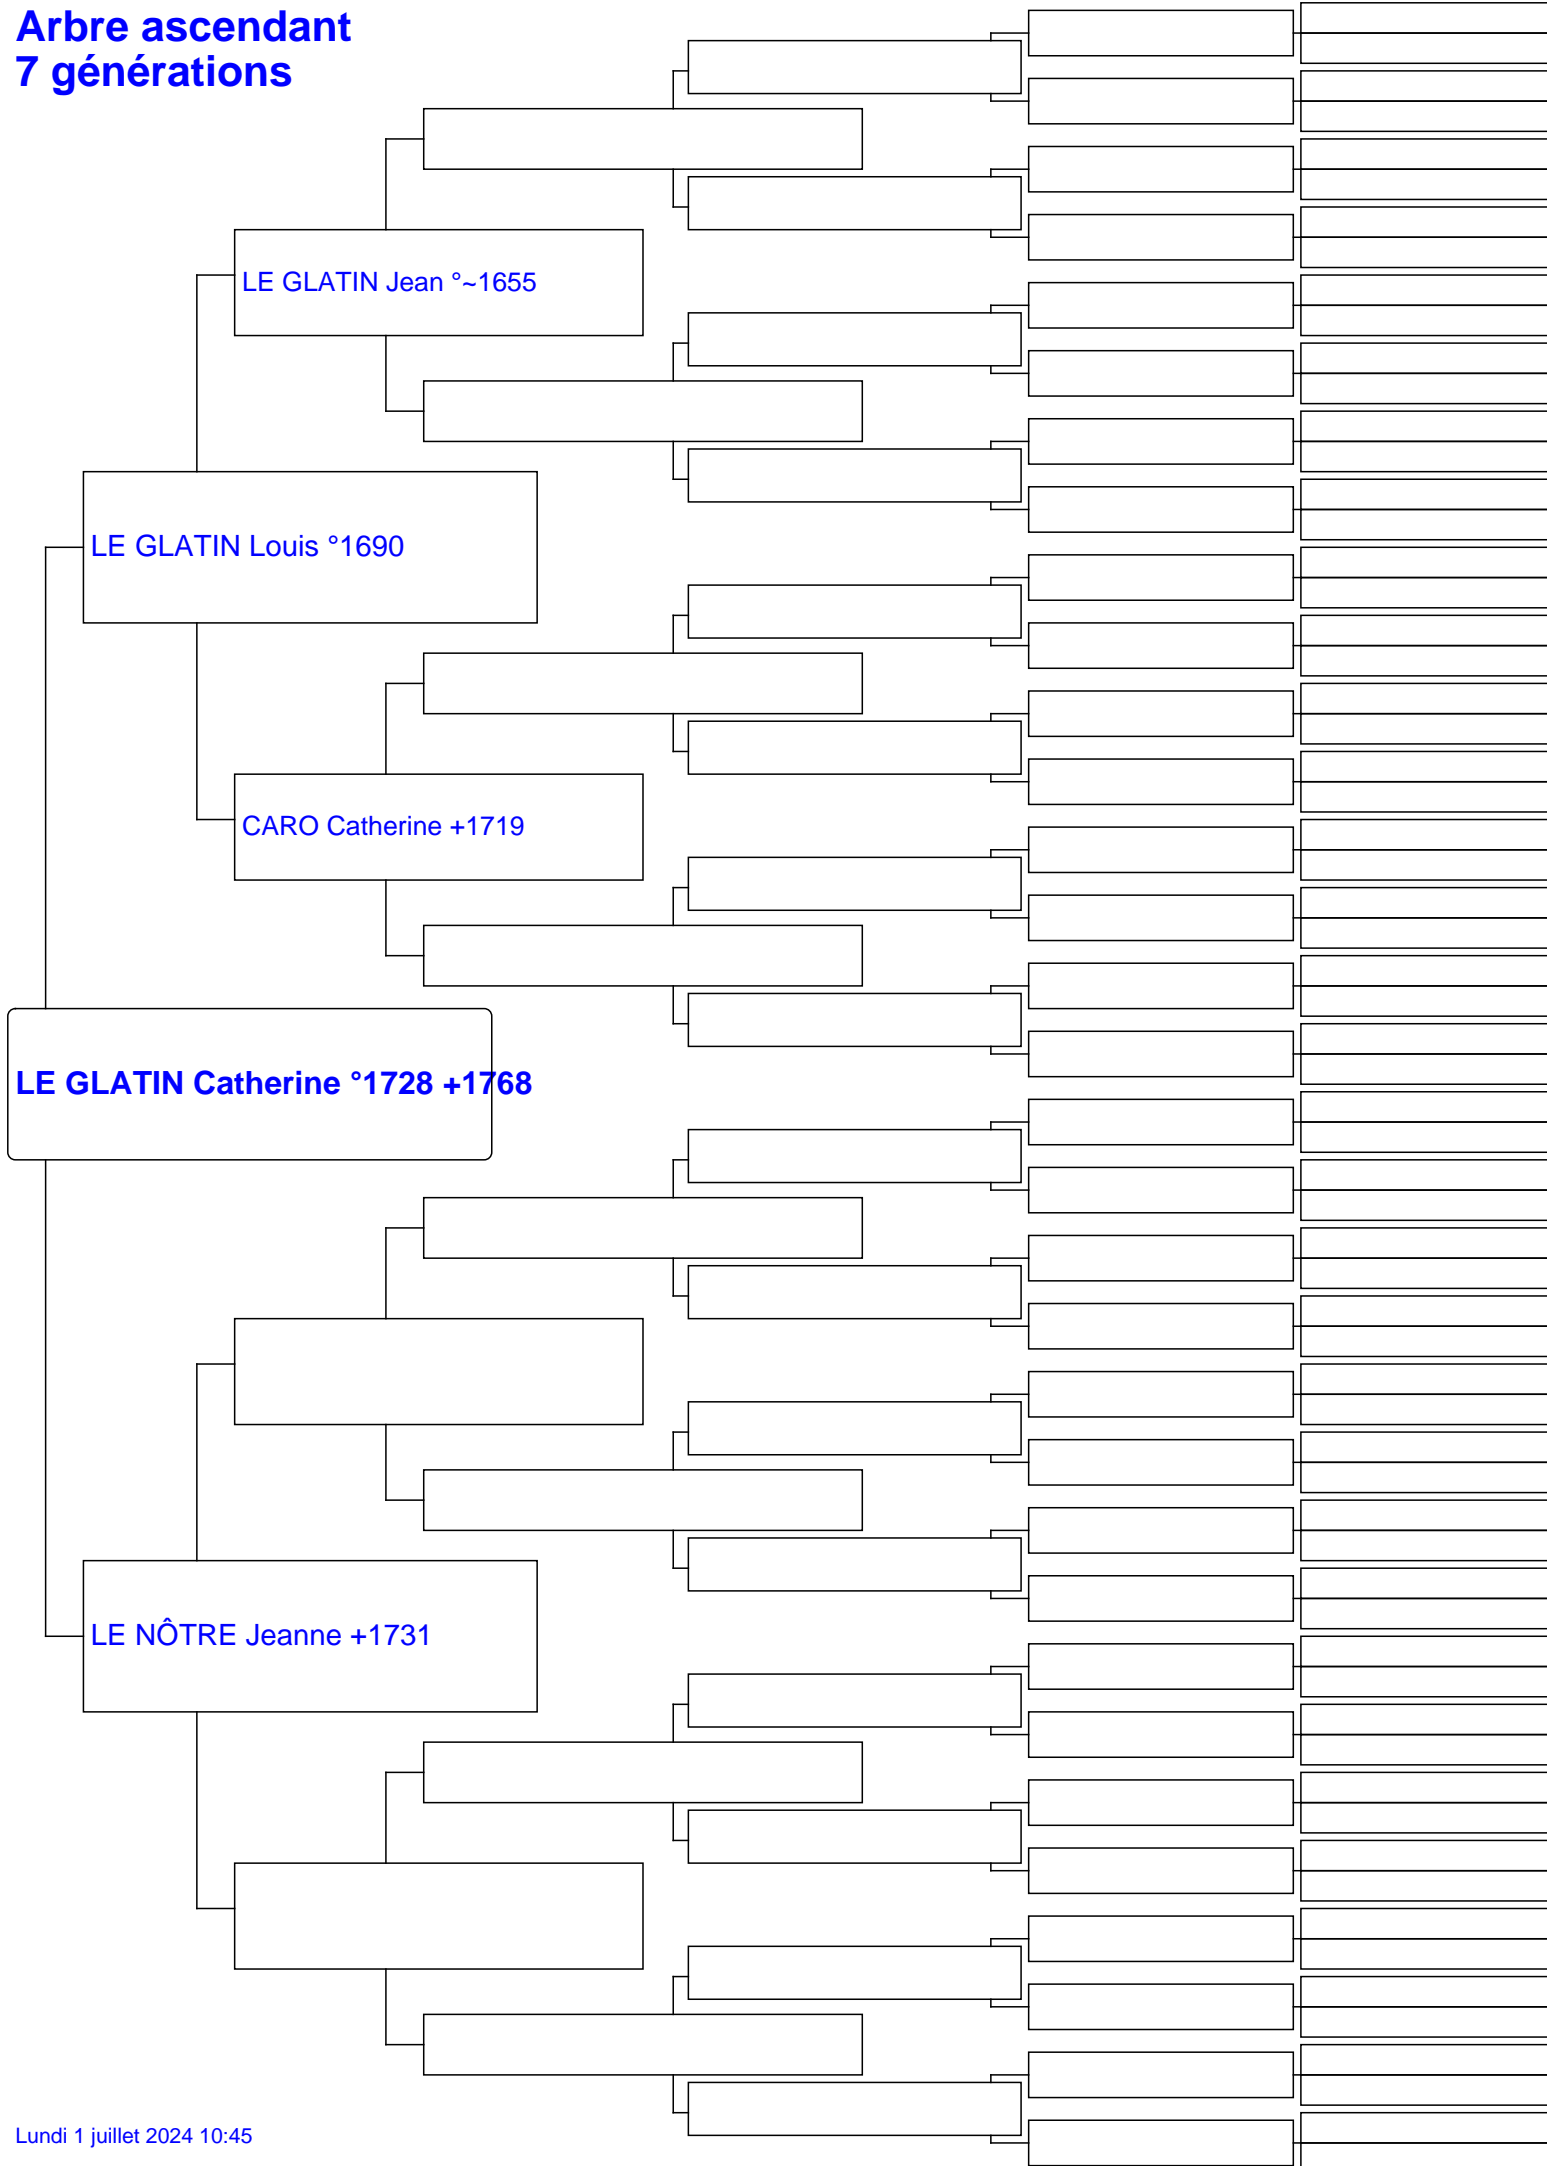 Arbre ascendant
7 générations
LE GLATIN Jean °~1655
LE GLATIN Louis °1690
CARO Catherine +1719
LE GLATIN Catherine °1728 +1768
LE NÔTRE Jeanne +1731
Lundi 1 juillet 2024 10:45